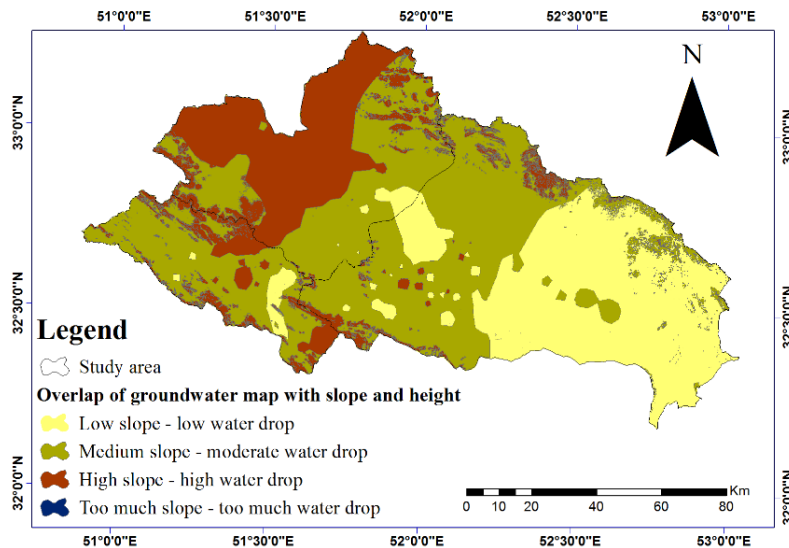 51°0'0"E 51°30'0"E 52°0'0"E 52°30'0"E 53°0'0"E
N
33°0'0"N
33°0'0"N
32°30'0"N
32°30'0"N
Legend
Study area
Overlap of groundwater map with slope and height
Low slope - low water drop
Medium slope - moderate water drop
High slope - high water drop
Too much slope - too much water drop
32°0'0"N
32°0'0"N
Km
0 5 10 20 40 60 80
51°0'0"E 51°30'0"E 52°0'0"E 52°30'0"E 53°0'0"E